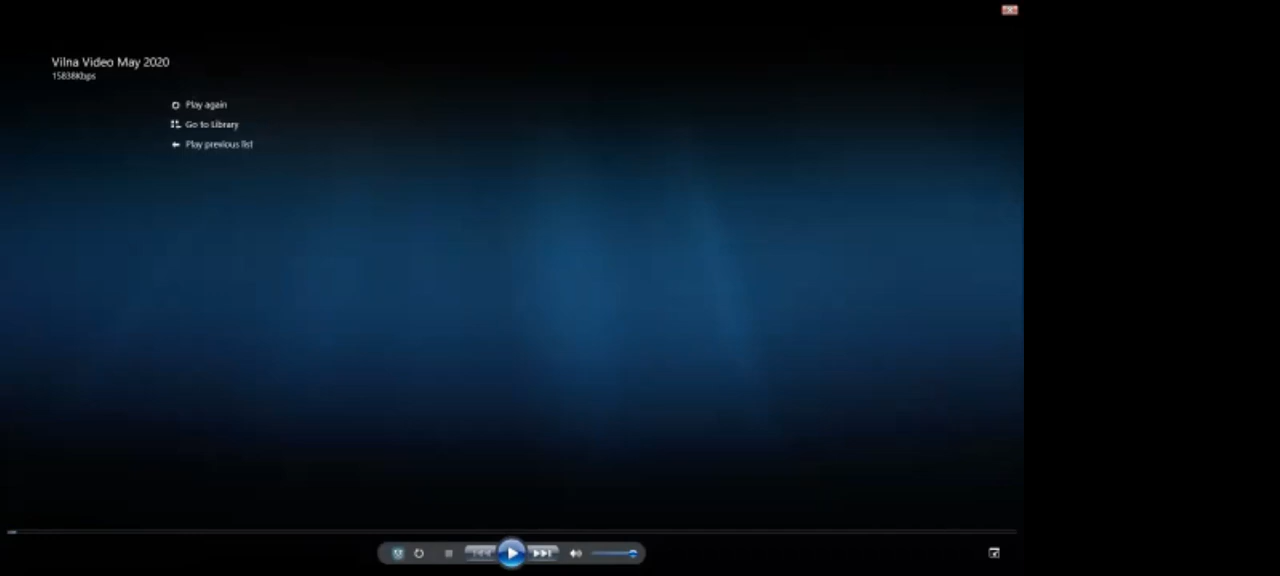 Vilna Video May 2020
15838Kbps
Play again
Go to Library
Play previous list